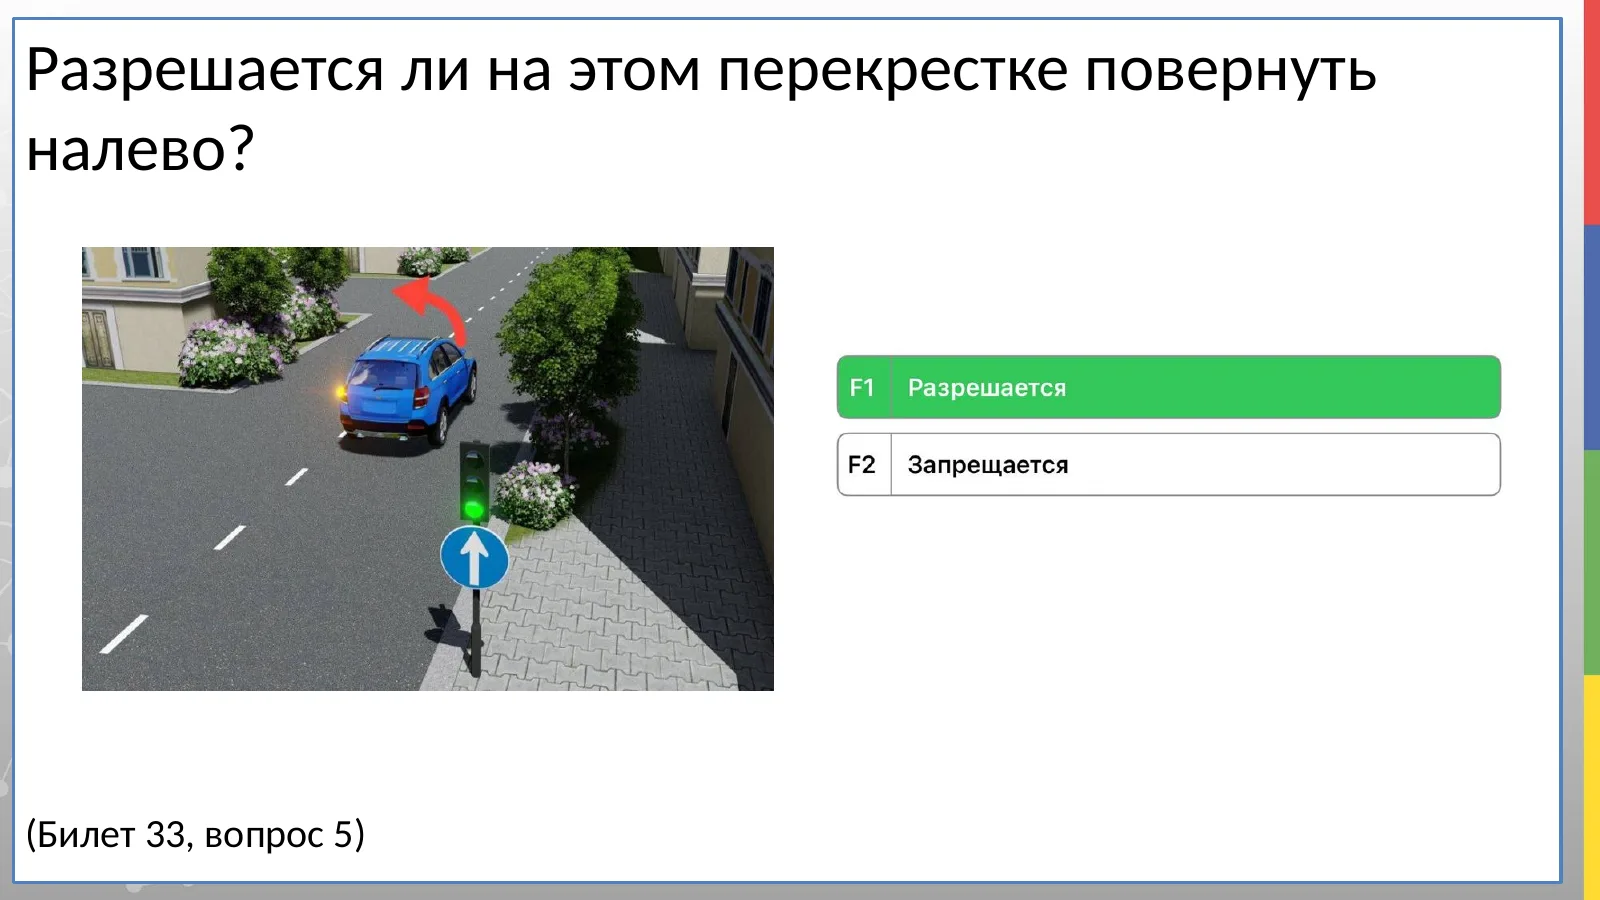 Разрешается ли на этом перекрестке повернуть
налево?
F1 Разрешается
F2 Запрещается
(Билет 33, вопрос 5)